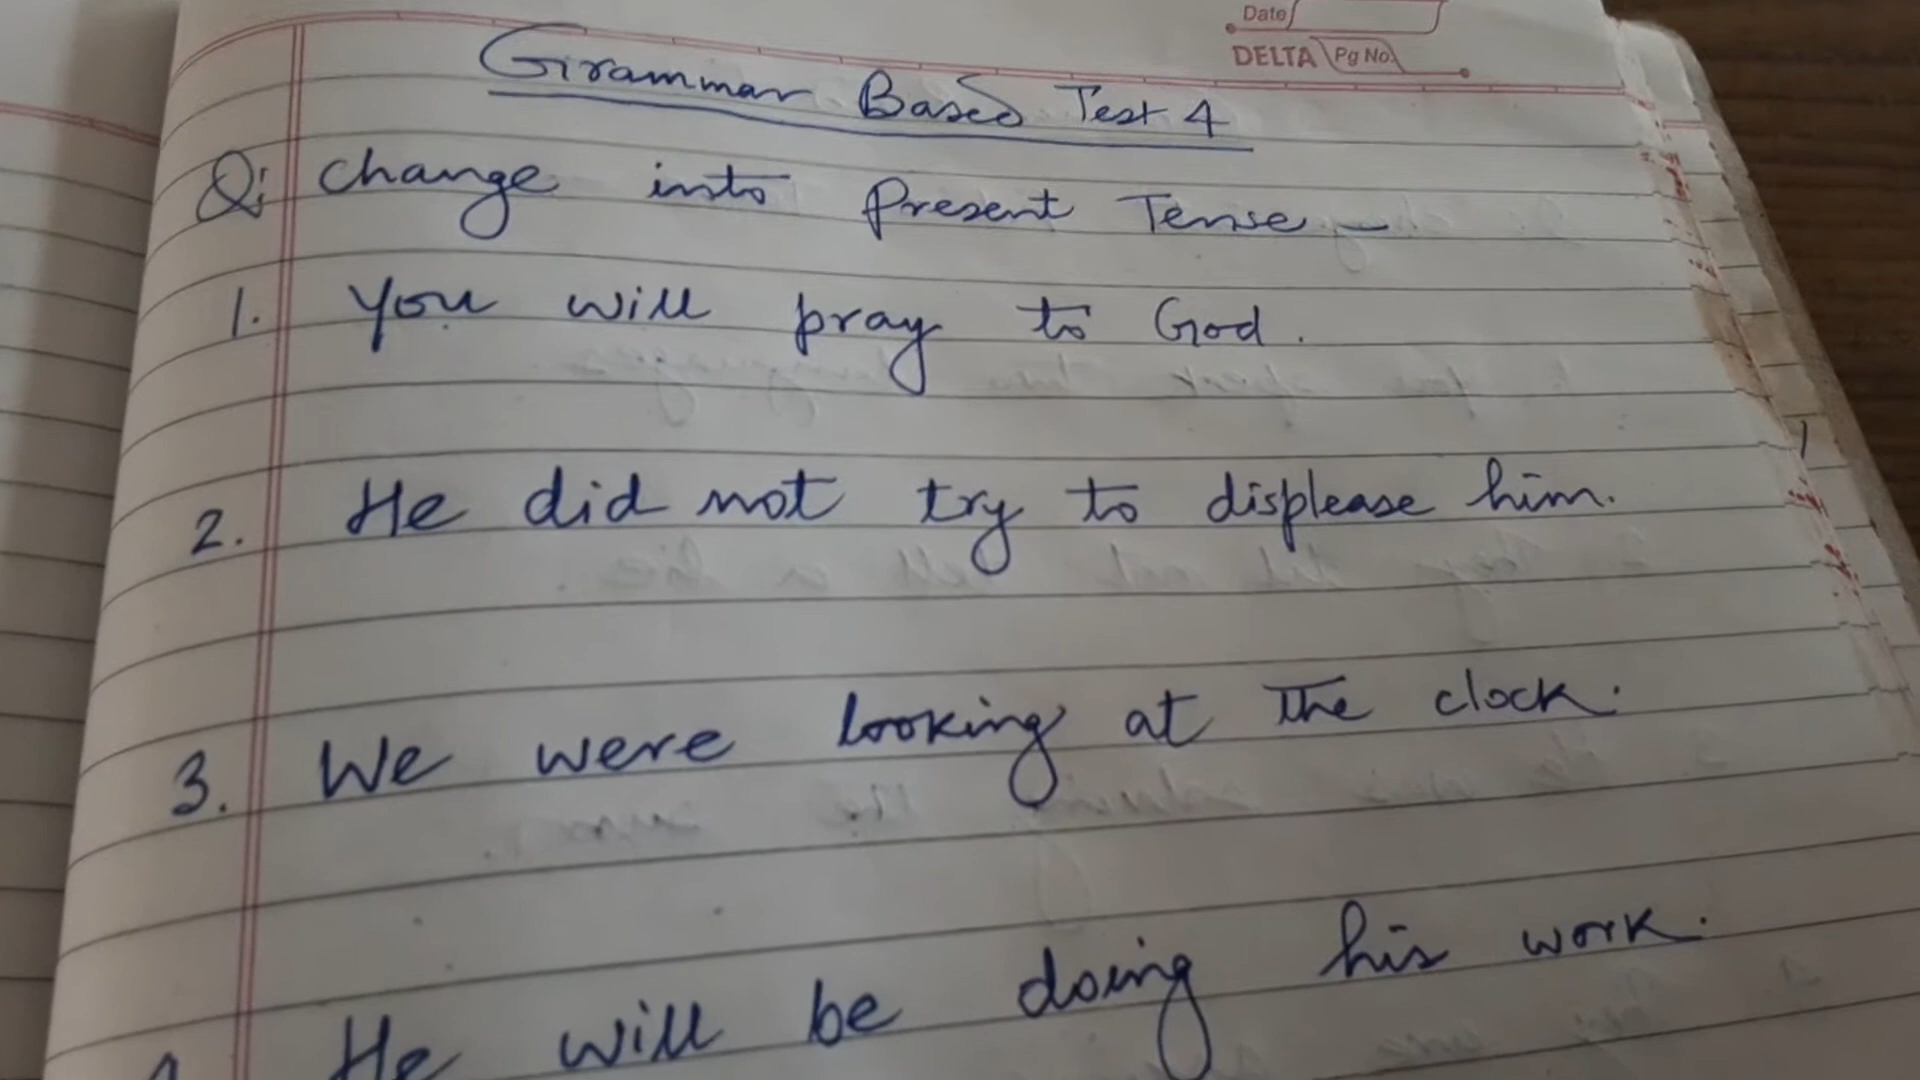 Date
DELTA Pg No.
Grammar Based Test 4
Q: change into Present Tense -
1. You will pray to God.
2. He did not try to displease him.
3. We were looking at the clock.
He will be doing his work.